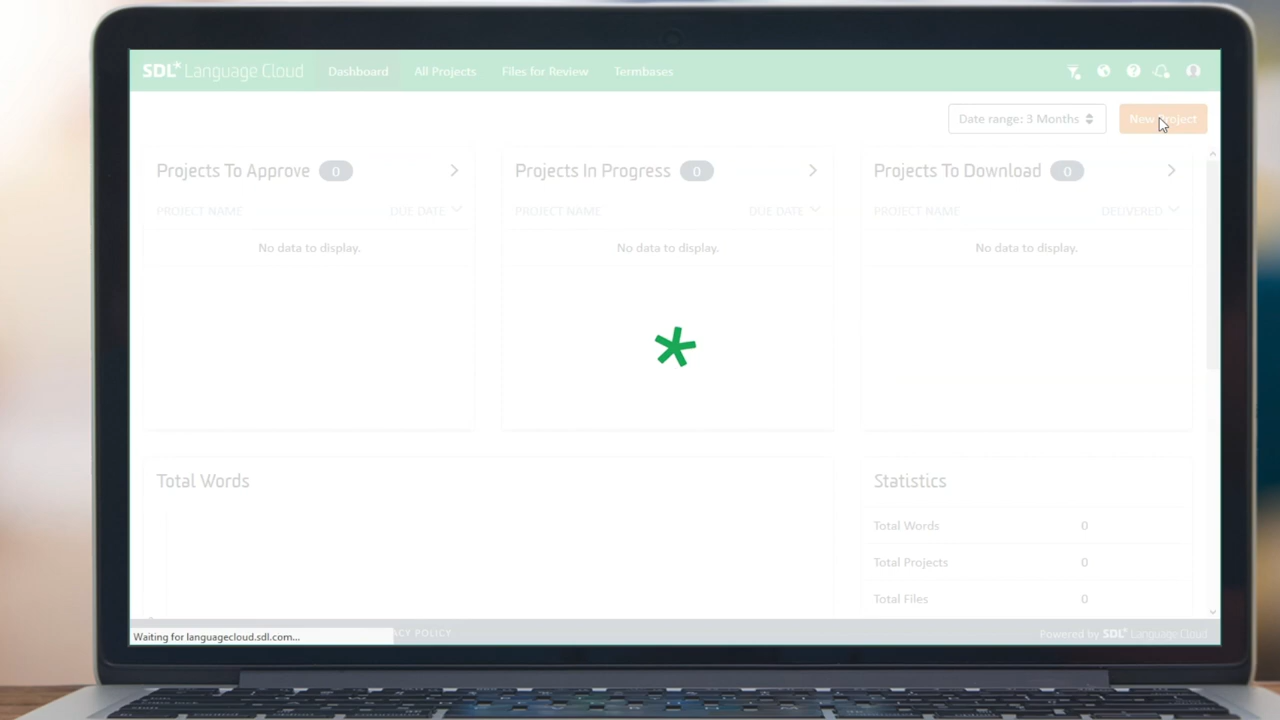 SDL* Language Cloud Dashboard All Projects Files for Review Termbases
Date range: 3 Months New Project
Projects To Approve 0 Projects In Progress 0 Projects To Download 0
PROJECT NAME DUE DATE PROJECT NAME DUE DATE PROJECT NAME DELIVERED
No data to display. No data to display. No data to display.
Total Words Statistics
Total Words 0
Total Projects 0
Total Files 0
Waiting for languagecloud.sdl.com... POLICY Powered by SDL* Language Cloud